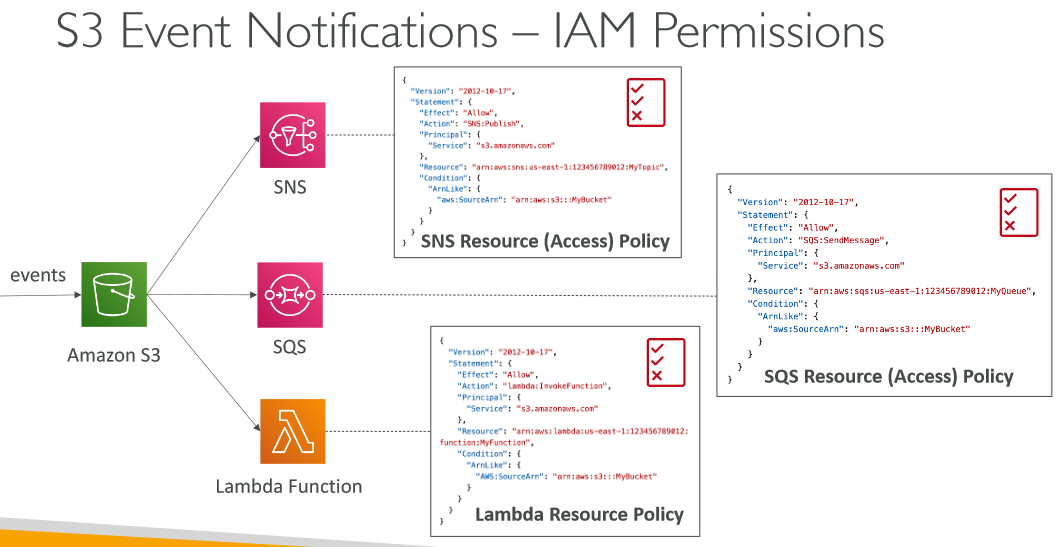 S3 Event Notifications – IAM Permissions
{
"Version": "2012-10-17",
"Statement": {
"Effect": "Allow",
"Action": "SNS:Publish",
"Principal": {
"Service": "s3.amazonaws.com"
},
"Resource": "arn:aws:sns:us-east-1:123456789012:MyTopic",
"Condition": {
"ArnLike": {
"aws:SourceArn": "arn:aws:s3:::MyBucket"
}
}
}
}
SNS Resource (Access) Policy
SNS
{
"Version": "2012-10-17",
"Statement": {
"Effect": "Allow",
"Action": "SQS:SendMessage",
"Principal": {
"Service": "s3.amazonaws.com"
},
"Resource": "arn:aws:sqs:us-east-1:123456789012:MyQueue",
"Condition": {
"ArnLike": {
"aws:SourceArn": "arn:aws:s3:::MyBucket"
}
}
}
}
SQS Resource (Access) Policy
events
Amazon S3
SQS
{
"Version": "2012-10-17",
"Statement": {
"Effect": "Allow",
"Action": "lambda:InvokeFunction",
"Principal": {
"Service": "s3.amazonaws.com"
},
"Resource": "arn:aws:lambda:us-east-1:123456789012:
function:MyFunction",
"Condition": {
"ArnLike": {
"AWS:SourceArn": "arn:aws:s3:::MyBucket"
}
}
}
}
Lambda Resource Policy
Lambda Function